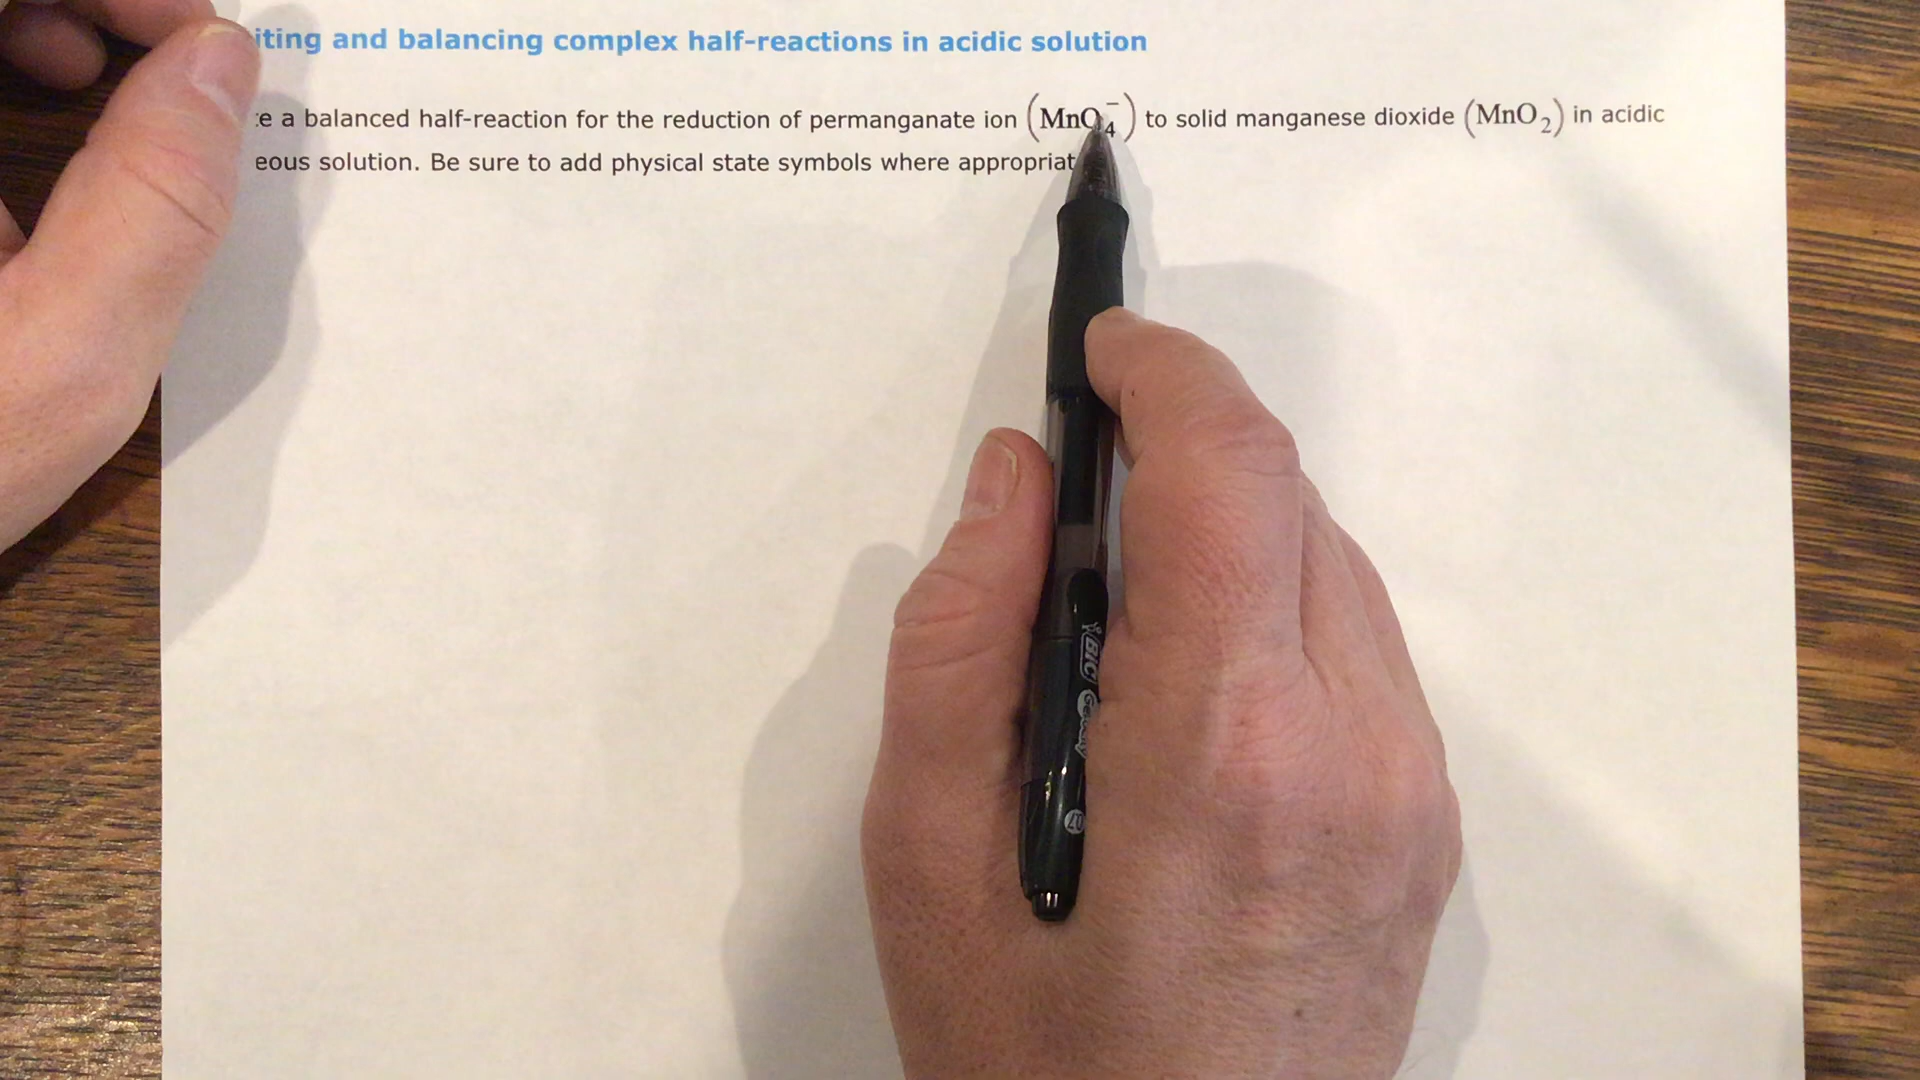 iting and balancing complex half-reactions in acidic solution
e a balanced half-reaction for the reduction of permanganate ion (MnO₄⁻) to solid manganese dioxide (MnO₂) in acidic
eous solution. Be sure to add physical state symbols where appropriat
BIC